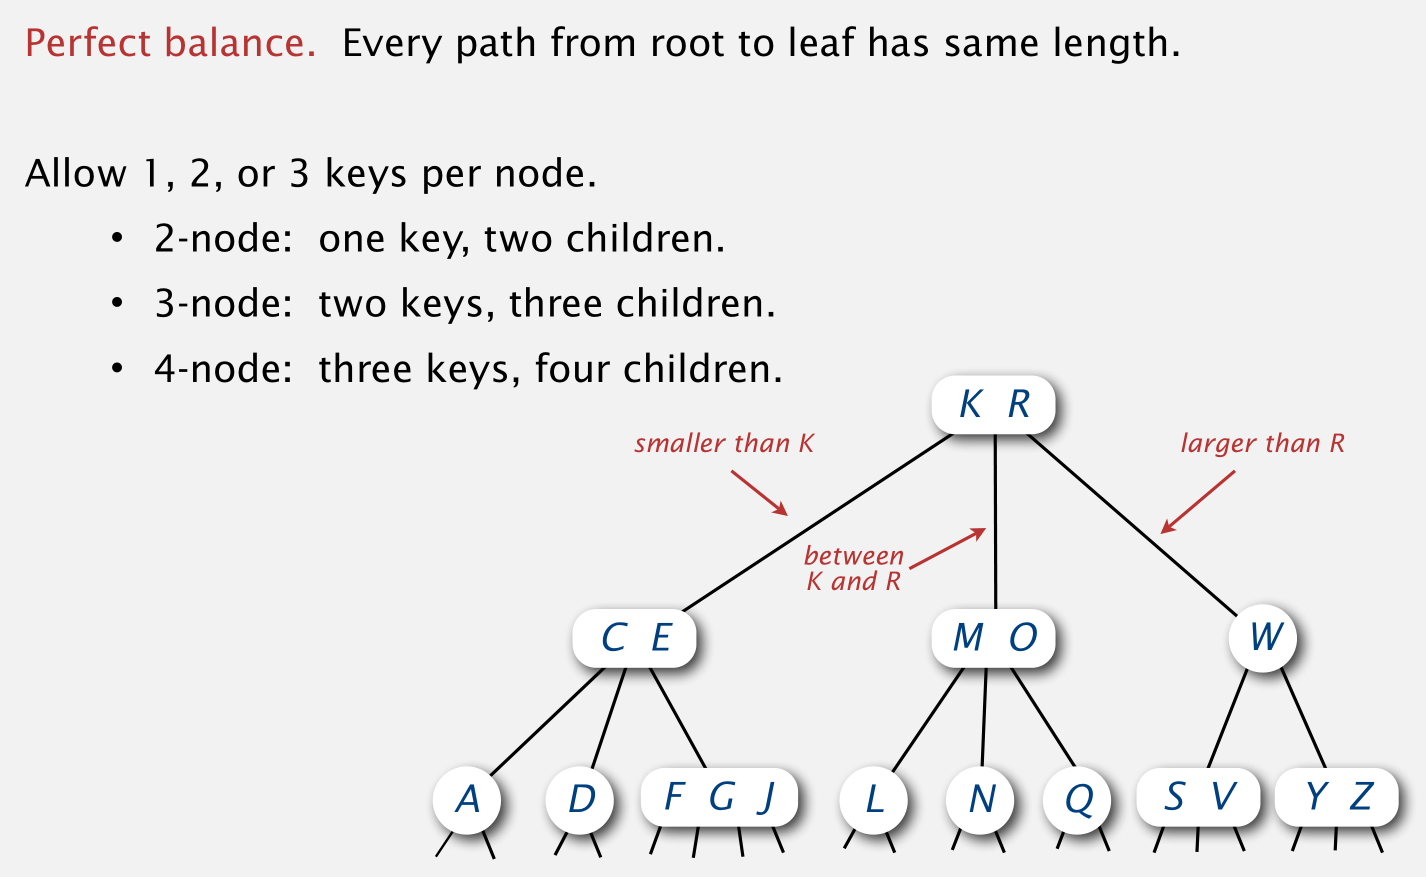 Perfect balance. Every path from root to leaf has same length.
Allow 1, 2, or 3 keys per node.
• 2-node: one key, two children.
• 3-node: two keys, three children.
• 4-node: three keys, four children.
K R
smaller than K
larger than R
between
K and R
C E
M O
W
A
D
F G J
L
N
Q
S V
Y Z